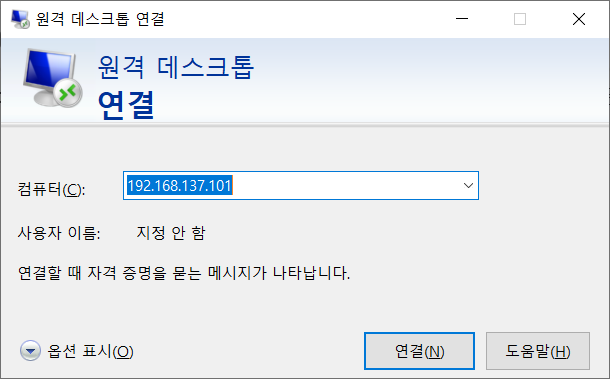 원격 데스크톱 연결
원격 데스크톱
연결
컴퓨터(C): 192.168.137.101
사용자 이름: 지정 안 함
연결할 때 자격 증명을 묻는 메시지가 나타납니다.
옵션 표시(O) 연결(N) 도움말(H)